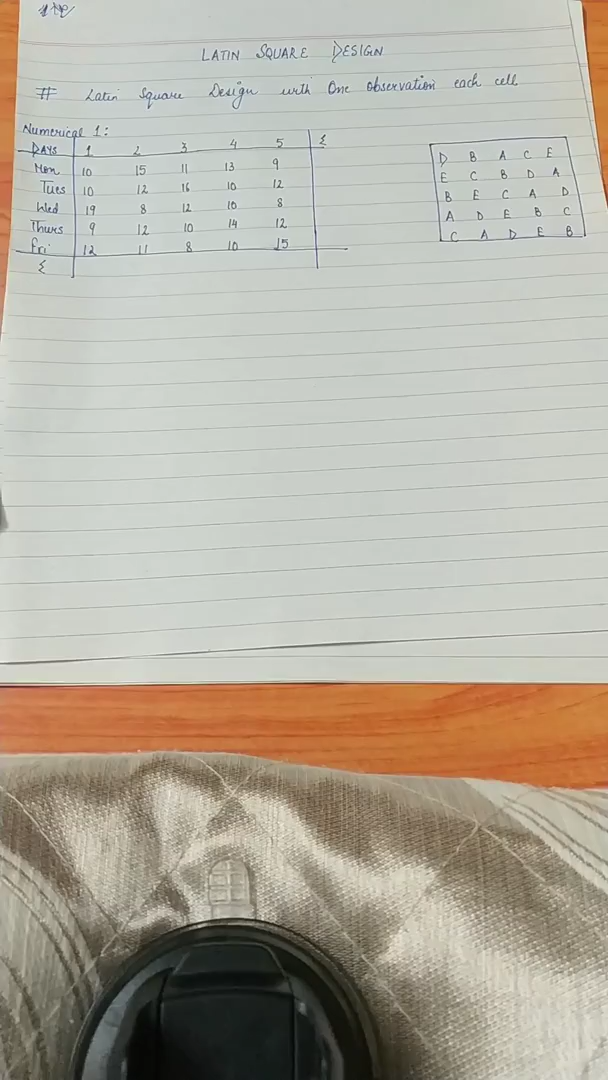 LATIN SQUARE DESIGN
# Latin Square Design with One observation each cell
Numerical 1:
DAYS 1 2 3 4 5 Σ
Mon 10 15 11 13 9
Tues 10 12 16 10 12
Wed 19 8 12 10 8
Thurs 9 12 10 14 12
Fri 12 11 8 10 15
Σ
D B A C E
E C B D A
B E C A D
A D E B C
C A D E B